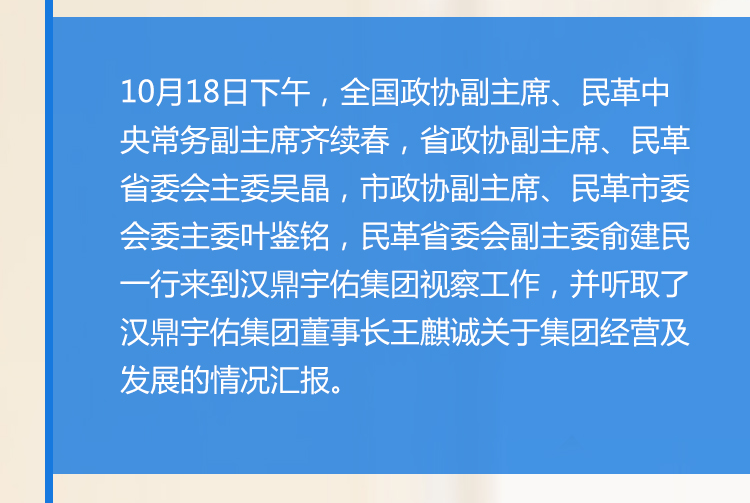 10月18日下午，全国政协副主席、民革中
央常务副主席齐续春，省政协副主席、民革
省委会主委吴晶，市政协副主席、民革市委
会委主委叶鉴铭，民革省委会副主委俞建民
一行来到汉鼎宇佑集团视察工作，并听取了
汉鼎宇佑集团董事长王麒诚关于集团经营及
发展的情况汇报。